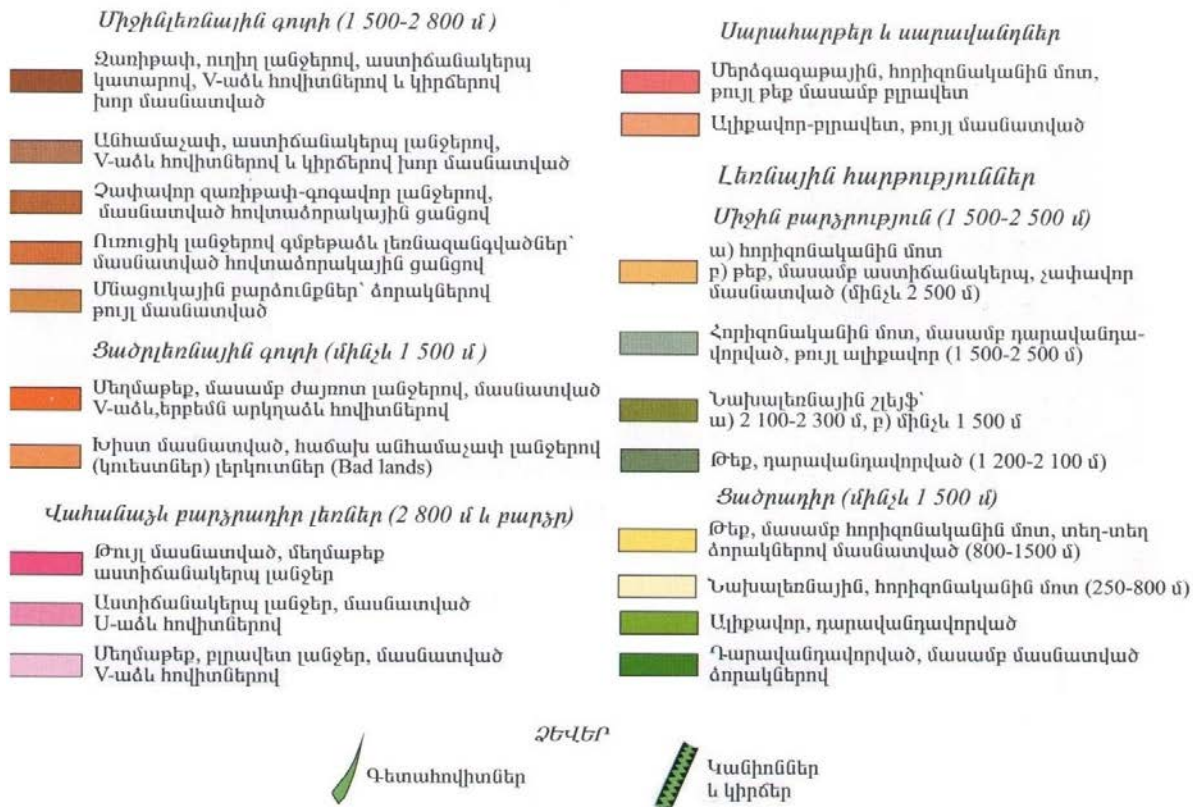 Միջինլեռնային գոտի (1 500-2 800 մ )
Զառիթափ, ուղիղ լանջերով, աստիճանակերպ
կատարով, V-աձև հովիտներով և կիրճերով
խոր մասնատված
Անհամաչափ, աստիճանակերպ լանջերով,
V-աձև հովիտներով և կիրճերով խոր մասնատված
Չափավոր զառիթափ-գոգավոր լանջերով,
մասնատված հովտաձորակային ցանցով
Ուռուցիկ լանջերով գմբեթաձև լեռնազանգվածներ՝
մասնատված հովտաձորակային ցանցով
Մնացուկային բարձունքներ՝ ձորակներով
թույլ մասնատված
Ցածրլեռնային գոտի (մինչև 1 500 մ )
Մեղմաթեք, մասամբ ժայռոտ լանջերով, մասնատված
V-աձև,երբեմն արկղաձև հովիտներով
Խիստ մասնատված, հաճախ անհամաչափ լանջերով
(կուեստներ) լերկուտներ (Bad lands)
Վահանաձև բարձրադիր լեռներ (2 800 մ և բարձր)
Թույլ մասնատված, մեղմաթեք
աստիճանակերպ լանջեր
Աստիճանակերպ լանջեր, մասնատված
U-աձև հովիտներով
Մեղմաթեք, բլրավետ լանջեր, մասնատված
V-աձև հովիտներով
Սարահարթեր և սարավանդներ
Մերձգագաթային, հորիզոնականին մոտ,
թույլ թեք մասամբ բլրավետ
Ալիքավոր-բլրավետ, թույլ մասնատված
Լեռնային հարթություններ
Միջին բարձրություն (1 500-2 500 մ)
ա) հորիզոնականին մոտ
բ) թեք, մասամբ աստիճանակերպ, չափավոր
մասնատված (մինչև 2 500 մ)
Հորիզոնականին մոտ, մասամբ դարավանդա-
վորված, թույլ ալիքավոր (1 500-2 500 մ)
Նախալեռնային շլեյֆ՝
ա) 2 100-2 300 մ, բ) մինչև 1 500 մ
Թեք, դարավանդավորված (1 200-2 100 մ)
Ցածրադիր (մինչև 1 500 մ)
Թեք, մասամբ հորիզոնականին մոտ, տեղ-տեղ
ձորակներով մասնատված (800-1500 մ)
Նախալեռնային, հորիզոնականին մոտ (250-800 մ)
Ալիքավոր, դարավանդավորված
Դարավանդավորված, մասամբ մասնատված
ձորակներով
ՁԵՎԵՐ
Գետահովիտներ
Կանիոններ
և կիրճեր